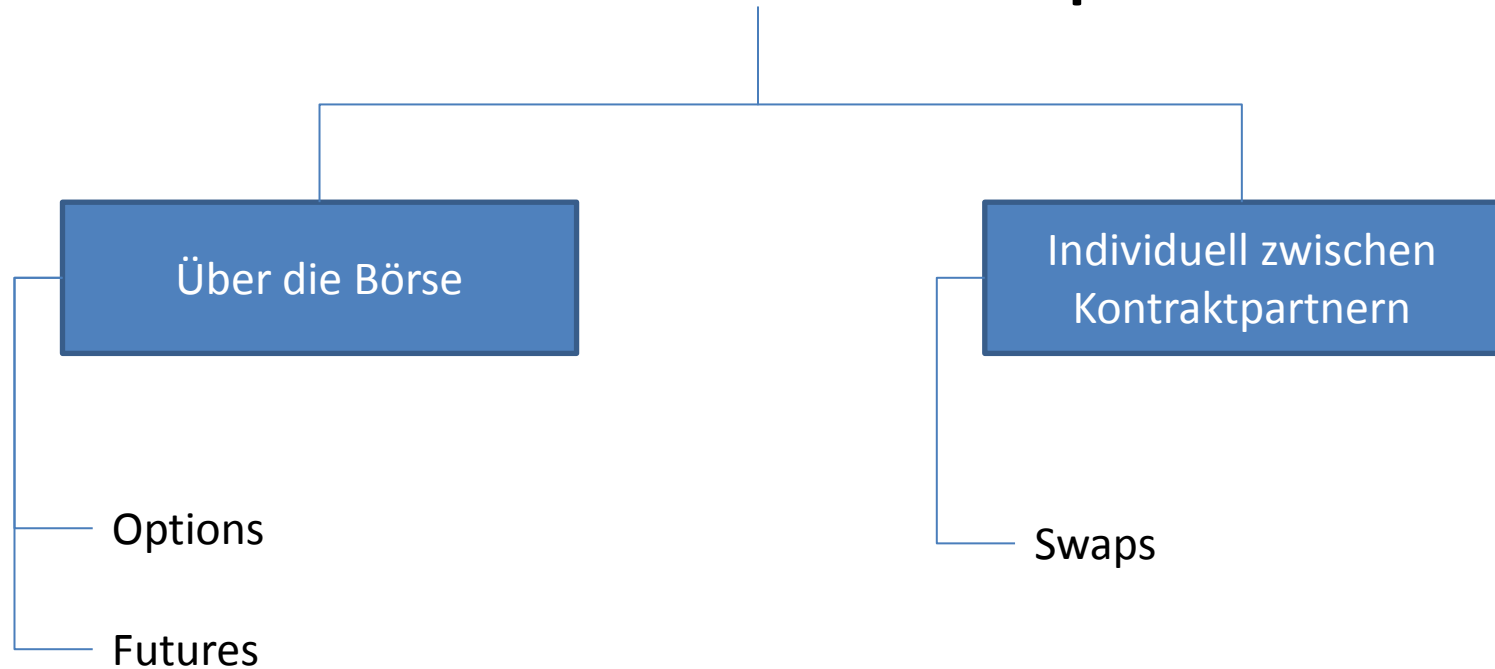 Über die Börse
Individuell zwischen
Kontraktpartnern
Options
Swaps
Futures